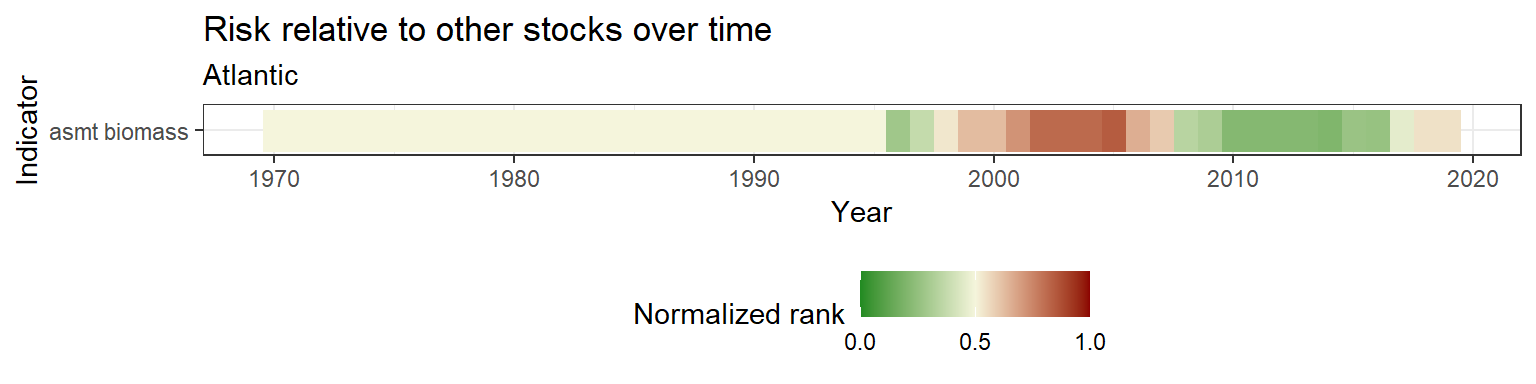 Risk relative to other stocks over time
Atlantic
Indicator
asmt biomass
1970 1980 1990 2000 2010 2020
Year
Normalized rank
0.0 0.5 1.0